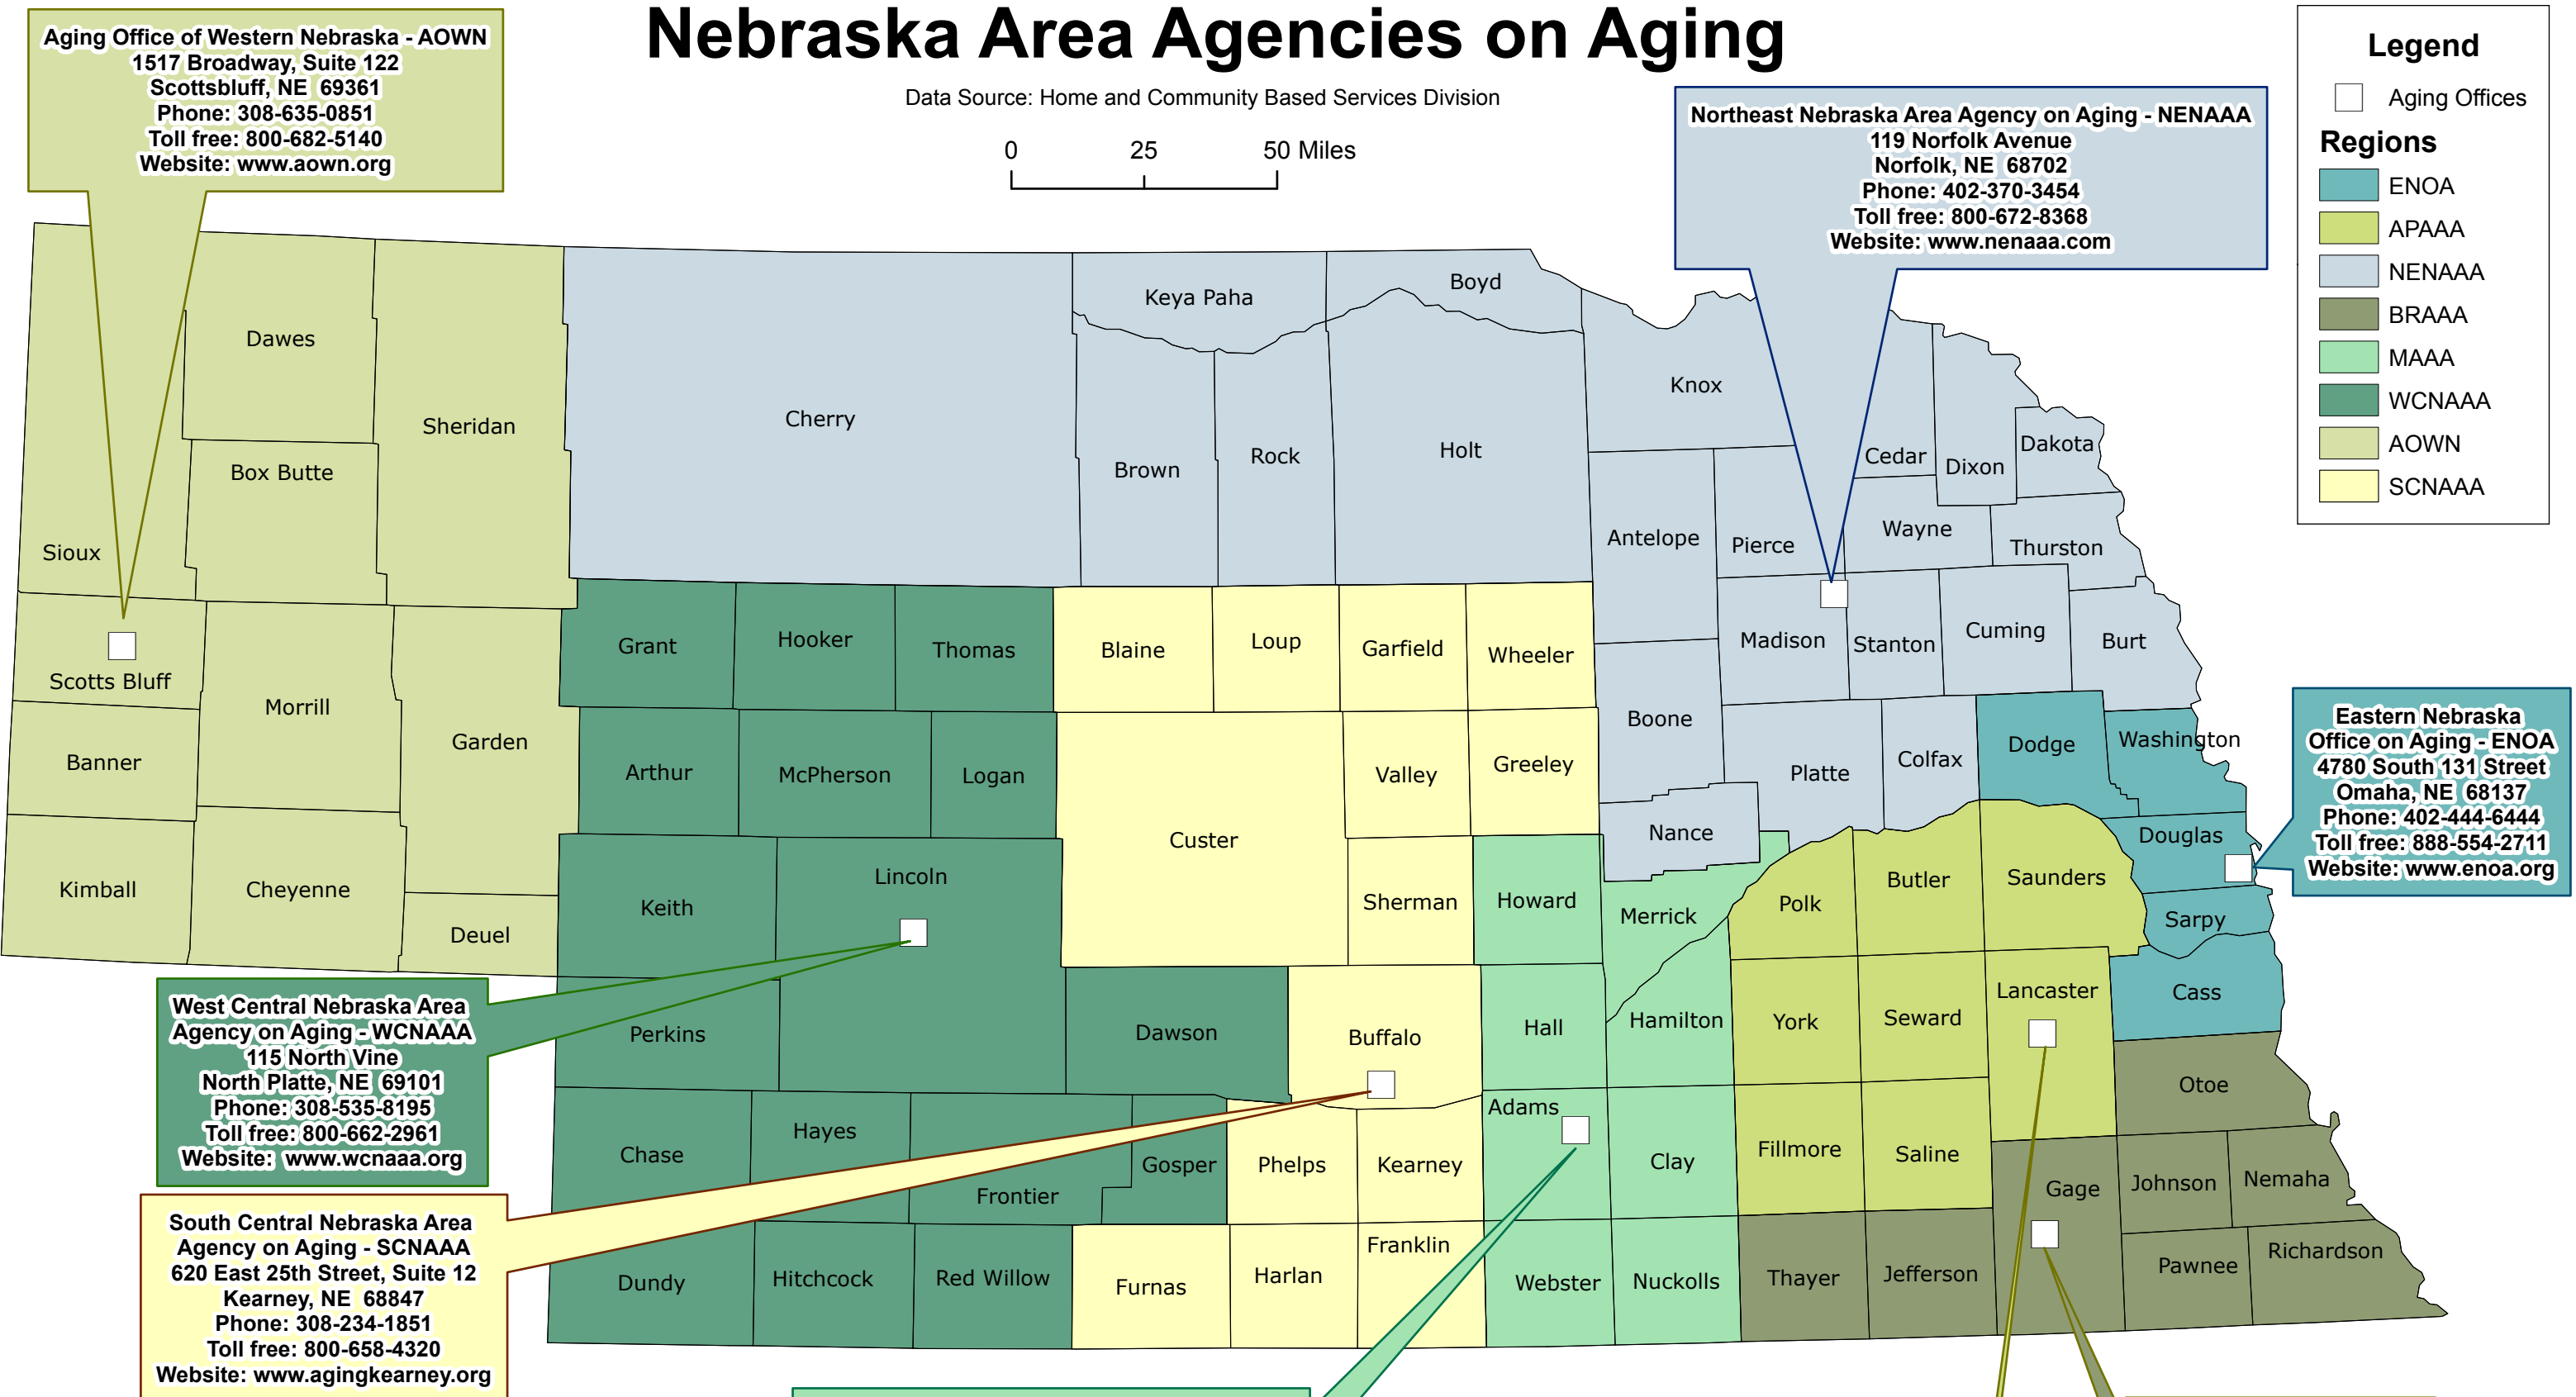 Nebraska Area Agencies on Aging
Data Source: Home and Community Based Services Division
0 25 50 Miles
Aging Office of Western Nebraska - AOWN
1517 Broadway, Suite 122
Scottsbluff, NE 69361
Phone: 308-635-0851
Toll free: 800-682-5140
Website: www.aown.org
Northeast Nebraska Area Agency on Aging - NENAAA
119 Norfolk Avenue
Norfolk, NE 68702
Phone: 402-370-3454
Toll free: 800-672-8368
Website: www.nenaaa.com
Legend
Aging Offices
Regions
ENOA
APAAA
NENAAA
BRAAA
MAAA
WCNAAA
AOWN
SCNAAA
Dawes
Sheridan
Box Butte
Sioux
Scotts Bluff
Morrill
Garden
Banner
Kimball
Cheyenne
Deuel
Cherry
Keya Paha
Boyd
Brown
Rock
Holt
Knox
Cedar
Dixon
Dakota
Antelope
Pierce
Wayne
Thurston
Madison
Stanton
Cuming
Burt
Boone
Platte
Colfax
Nance
Dodge
Washington
Douglas
Sarpy
Cass
Grant
Hooker
Thomas
Arthur
McPherson
Logan
Keith
Lincoln
Perkins
Dawson
Chase
Hayes
Frontier
Gosper
Dundy
Hitchcock
Red Willow
Blaine
Loup
Garfield
Wheeler
Custer
Valley
Greeley
Sherman
Buffalo
Phelps
Kearney
Furnas
Harlan
Franklin
Howard
Merrick
Hall
Hamilton
Adams
Clay
Webster
Nuckolls
Polk
Butler
Saunders
York
Seward
Lancaster
Fillmore
Saline
Thayer
Jefferson
Gage
Otoe
Johnson
Nemaha
Pawnee
Richardson
Eastern Nebraska
Office on Aging - ENOA
4780 South 131 Street
Omaha, NE 68137
Phone: 402-444-6444
Toll free: 888-554-2711
Website: www.enoa.org
West Central Nebraska Area
Agency on Aging - WCNAAA
115 North Vine
North Platte, NE 69101
Phone: 308-535-8195
Toll free: 800-662-2961
Website: www.wcnaaa.org
South Central Nebraska Area
Agency on Aging - SCNAAA
620 East 25th Street, Suite 12
Kearney, NE 68847
Phone: 308-234-1851
Toll free: 800-658-4320
Website: www.agingkearney.org